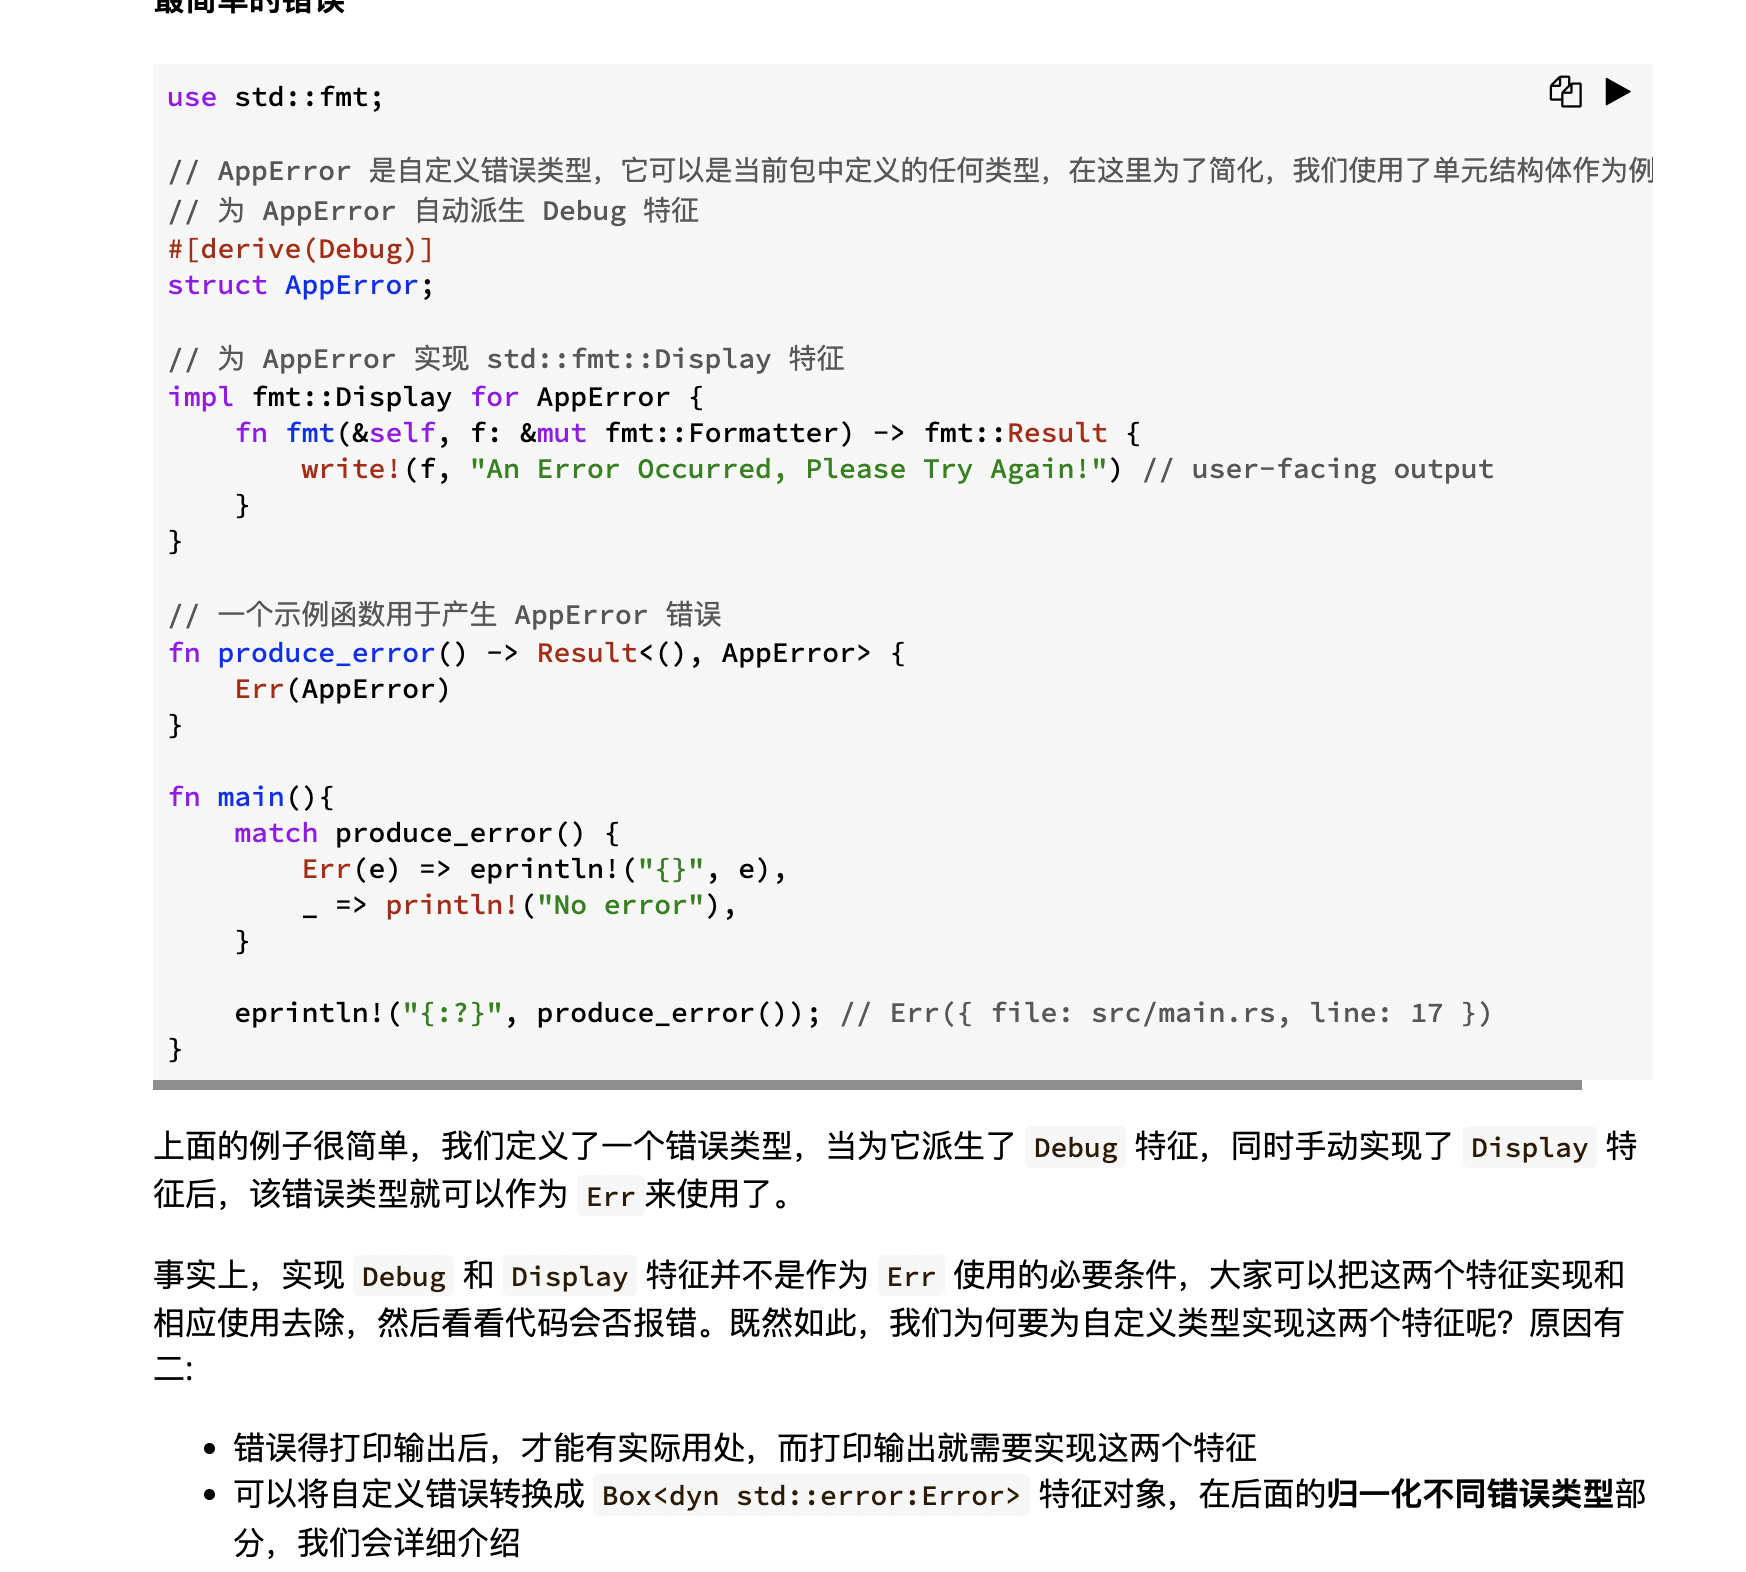 最简单的错误
use std::fmt;
// AppError 是自定义错误类型，它可以是当前包中定义的任何类型，在这里为了简化，我们使用了单元结构体作为例
// 为 AppError 自动派生 Debug 特征
#[derive(Debug)]
struct AppError;
// 为 AppError 实现 std::fmt::Display 特征
impl fmt::Display for AppError {
    fn fmt(&self, f: &mut fmt::Formatter) -> fmt::Result {
        write!(f, "An Error Occurred, Please Try Again!") // user-facing output
    }
}
// 一个示例函数用于产生 AppError 错误
fn produce_error() -> Result<(), AppError> {
    Err(AppError)
}
fn main(){
    match produce_error() {
        Err(e) => eprintln!("{}", e),
        _ => println!("No error"),
    }
    eprintln!("{:?}", produce_error()); // Err({ file: src/main.rs, line: 17 })
}
上面的例子很简单，我们定义了一个错误类型，当为它派生了 Debug 特征，同时手动实现了 Display 特
征后，该错误类型就可以作为 Err 来使用了。
事实上，实现 Debug 和 Display 特征并不是作为 Err 使用的必要条件，大家可以把这两个特征实现和
相应使用去除，然后看看代码会否报错。既然如此，我们为何要为自定义类型实现这两个特征呢？原因有
二:
• 错误得打印输出后，才能有实际用处，而打印输出就需要实现这两个特征
• 可以将自定义错误转换成 Box<dyn std::error:Error> 特征对象，在后面的归一化不同错误类型部
分，我们会详细介绍